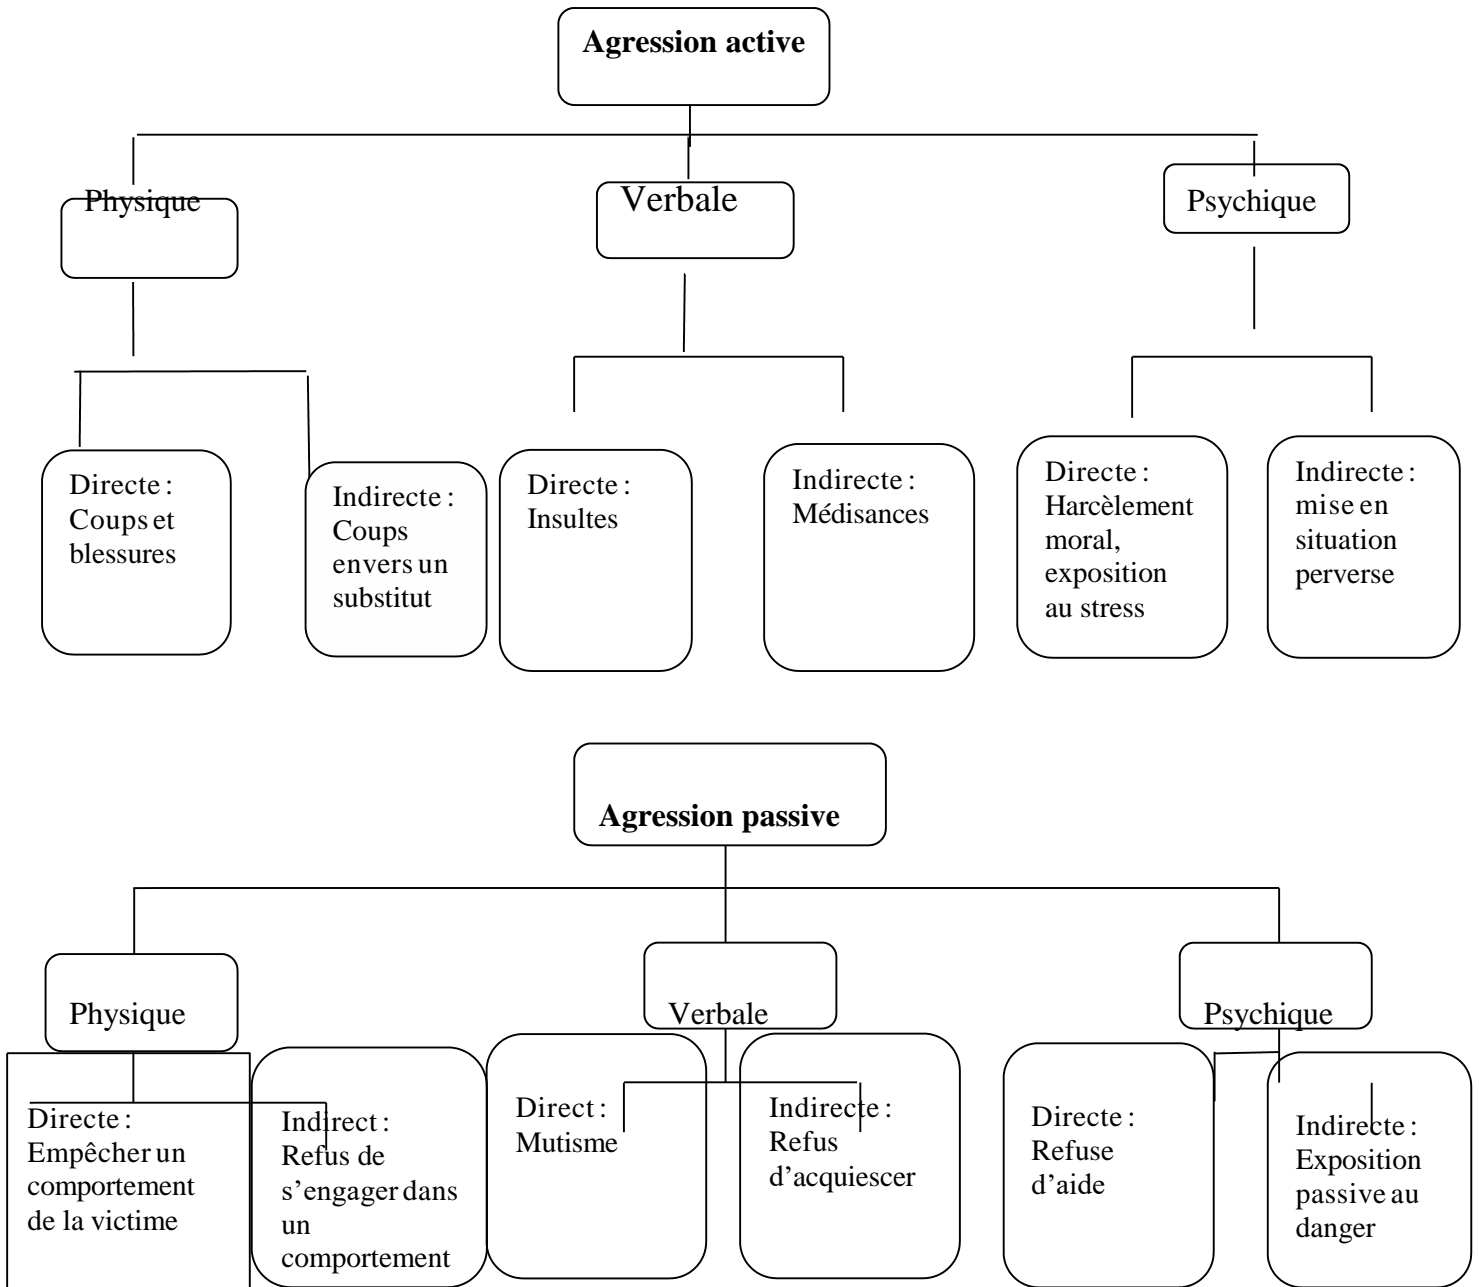 Agression active
Physique
Verbale
Psychique
Directe :
Coups et
blessures
Indirecte :
Coups
envers un
substitut
Directe :
Insultes
Indirecte :
Médisances
Directe :
Harcèlement
moral,
exposition
au stress
Indirecte :
mise en
situation
perverse
Agression passive
Physique
Verbale
Psychique
Directe :
Empêcher un
comportement
de la victime
Indirect :
Refus de
s’engager dans
un
comportement
Direct :
Mutisme
Indirecte :
Refus
d’acquiescer
Directe :
Refuse
d’aide
Indirecte :
Exposition
passive au
danger